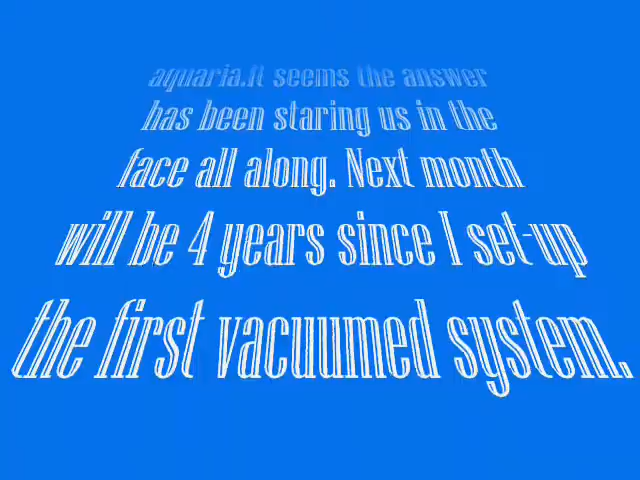 aquaria.It seems the answer
has been staring us in the
face all along. Next month
will be 4 years since I set-up
the first vacuumed system.